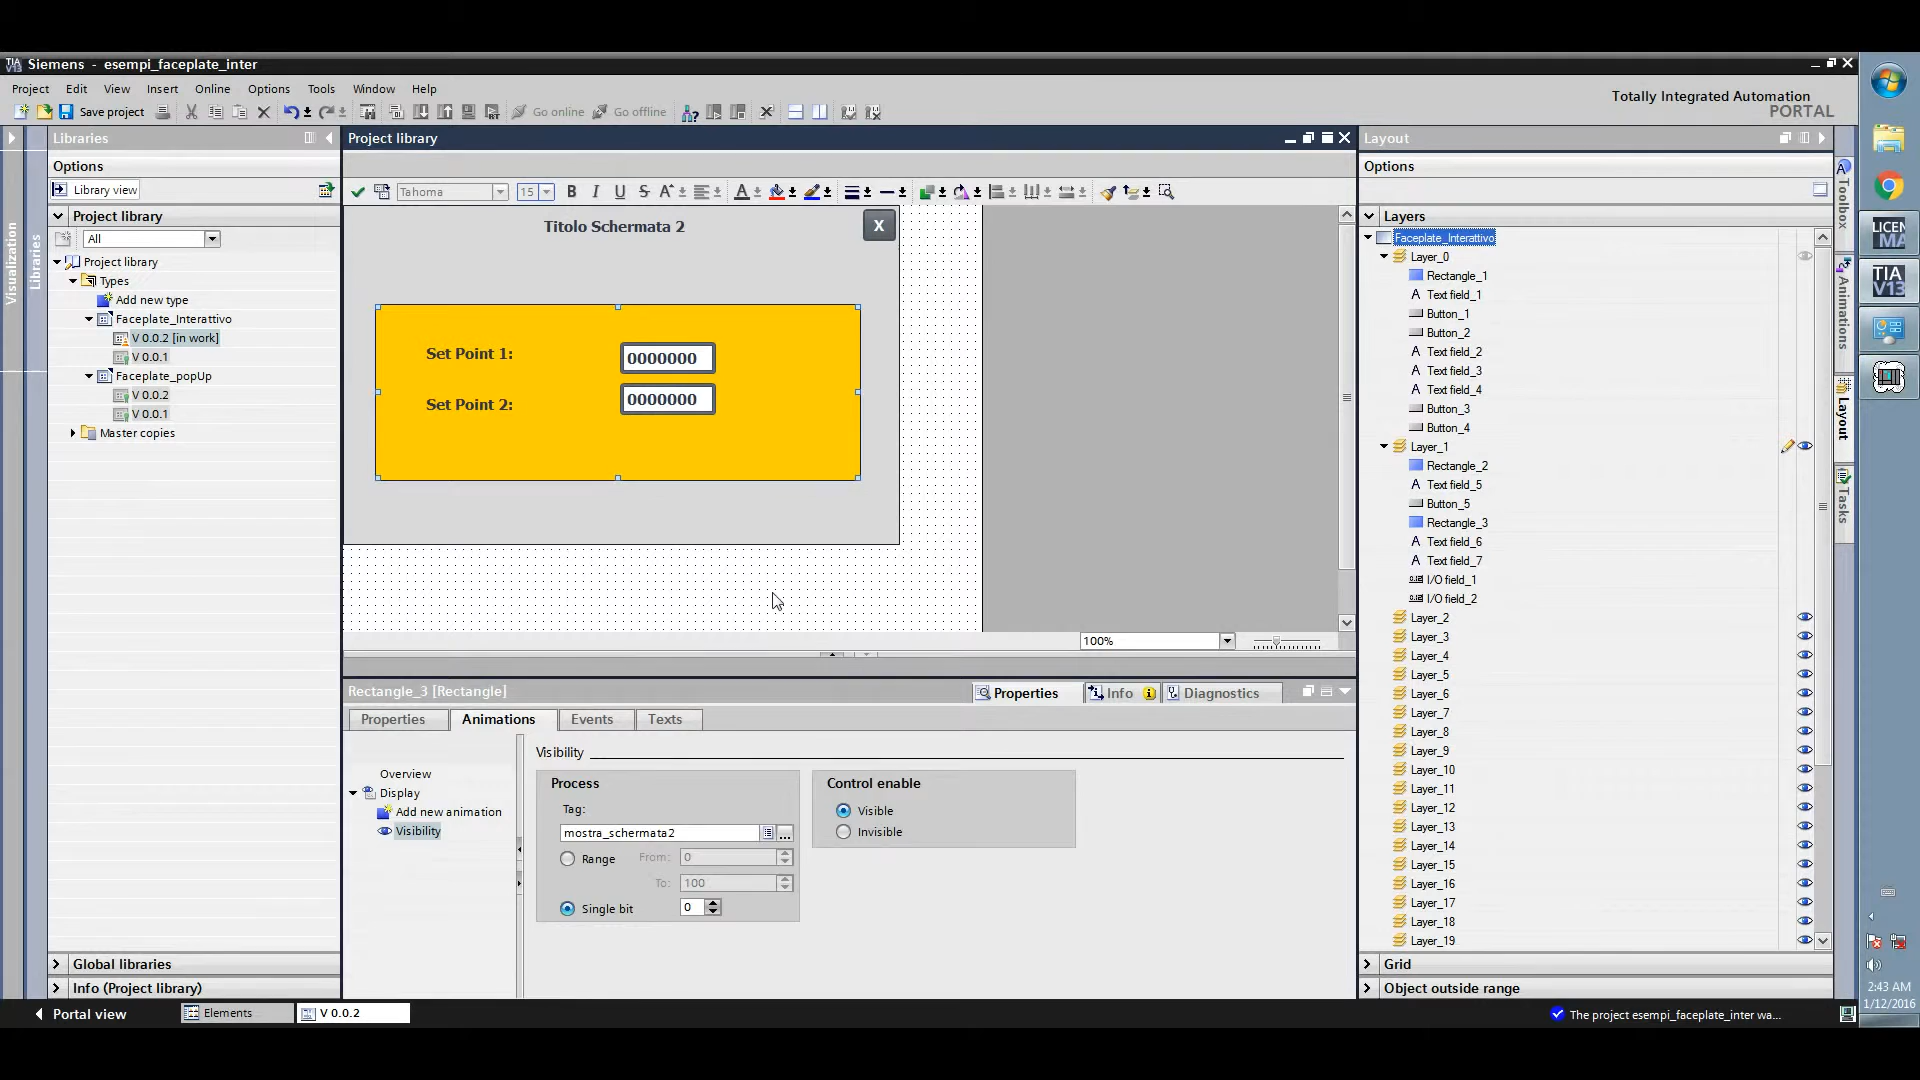 Siemens - esempi_faceplate_inter
Project Edit View Insert Online Options Tools Window Help
Totally Integrated Automation
PORTAL
Save project
Go online
Go offline
Libraries
Project library
Layout
Options
Options
Library view
Tahoma
15
B I U S
Project library
All
Project library
Types
Add new type
Faceplate_Interattivo
V 0.0.2 [in work]
V 0.0.1
Faceplate_popUp
V 0.0.2
V 0.0.1
Master copies
Global libraries
Info (Project library)
Visualization
Libraries
Titolo Schermata 2
X
Set Point 1:
0000000
Set Point 2:
0000000
100%
Rectangle_3 [Rectangle]
Properties
Info
Diagnostics
Properties
Animations
Events
Texts
Overview
Display
Add new animation
Visibility
Visibility
Process
Tag:
mostra_schermata2
...
Range
From:
0
To:
100
Single bit
0
Control enable
Visible
Invisible
Layers
Faceplate_Interattivo
Layer_0
Rectangle_1
Text field_1
Button_1
Button_2
Text field_2
Text field_3
Text field_4
Button_3
Button_4
Layer_1
Rectangle_2
Text field_5
Button_5
Rectangle_3
Text field_6
Text field_7
I/O field_1
I/O field_2
Layer_2
Layer_3
Layer_4
Layer_5
Layer_6
Layer_7
Layer_8
Layer_9
Layer_10
Layer_11
Layer_12
Layer_13
Layer_14
Layer_15
Layer_16
Layer_17
Layer_18
Layer_19
Grid
Object outside range
Toolbox
Animations
Layout
Tasks
LICEN
MA
TIA
V13
Portal view
Elements
V 0.0.2
The project esempi_faceplate_inter wa...
2:43 AM
1/12/2016